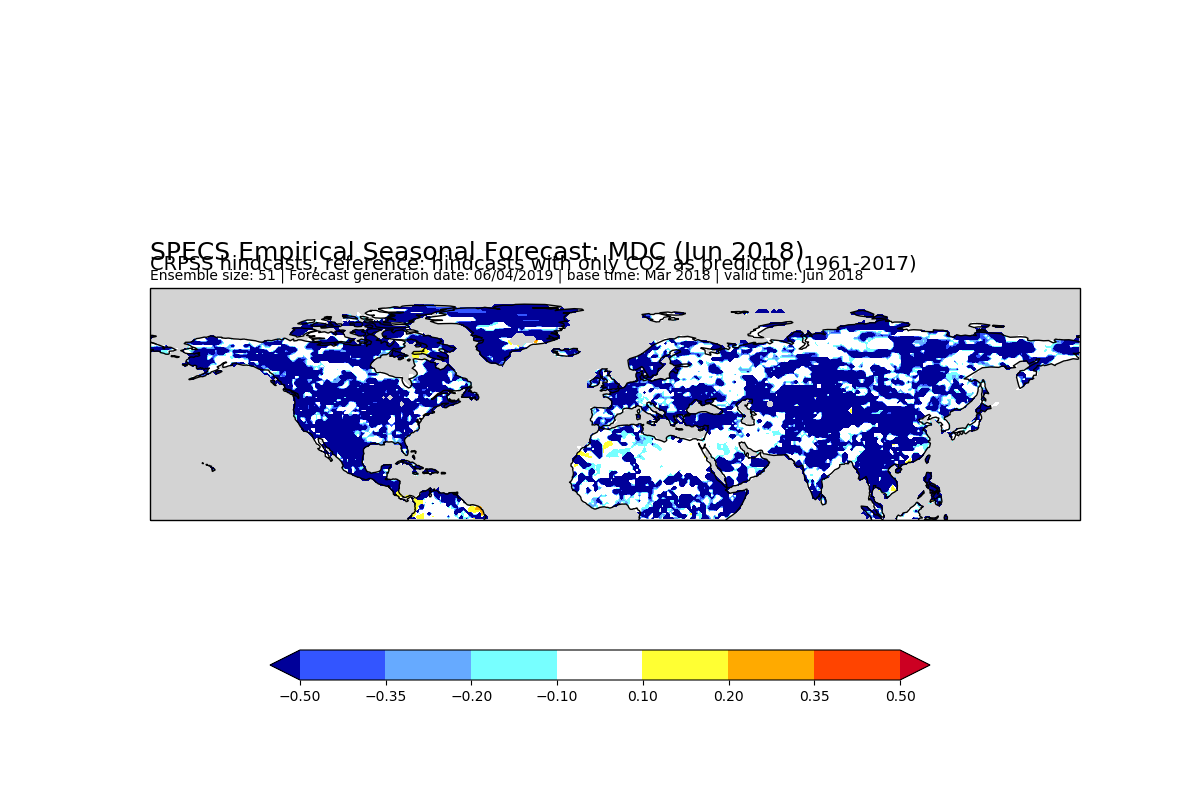 SPECS Empirical Seasonal Forecast: MDC (Jun 2018)
CRPSS hindcasts, reference: hindcasts with only CO2 as predictor (1961-2017)
Ensemble size: 51 | Forecast generation date: 06/04/2019 | base time: Mar 2018 | valid time: Jun 2018
−0.50 −0.35 −0.20 −0.10 0.10 0.20 0.35 0.50